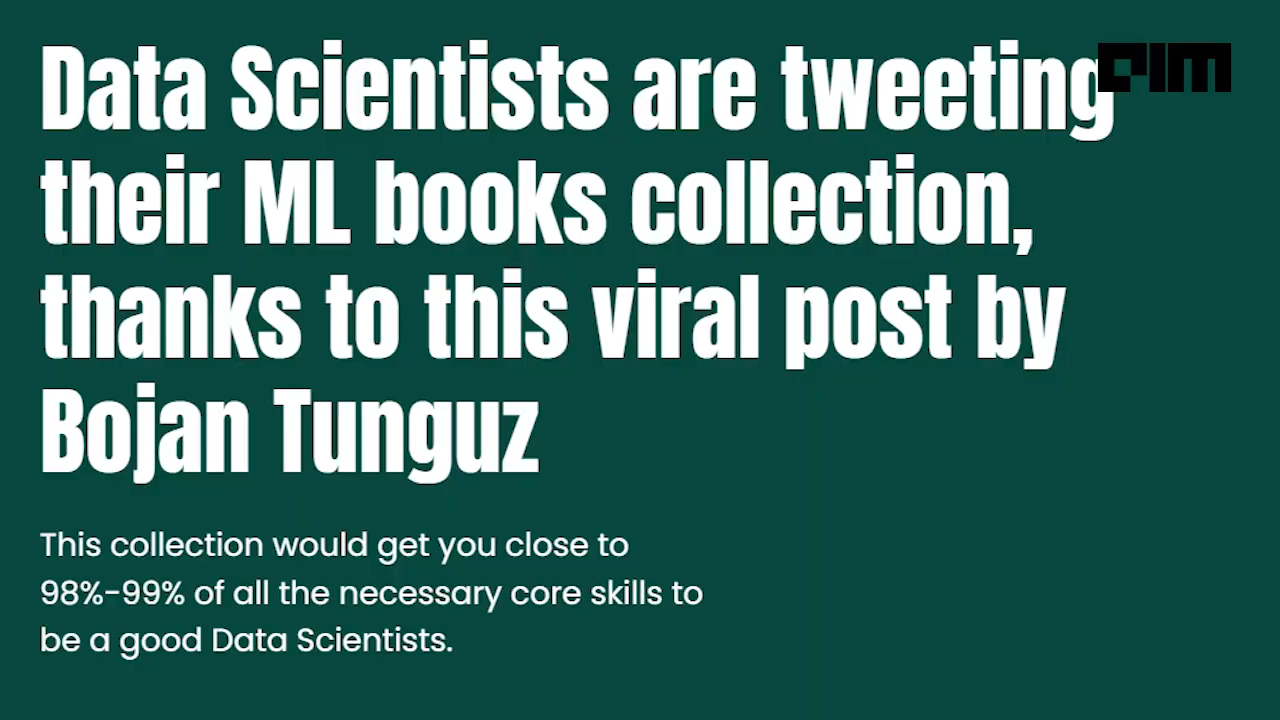 Data Scientists are tweeting
AIM
their ML books collection,
thanks to this viral post by
Bojan Tunguz
This collection would get you close to
98%-99% of all the necessary core skills to
be a good Data Scientists.